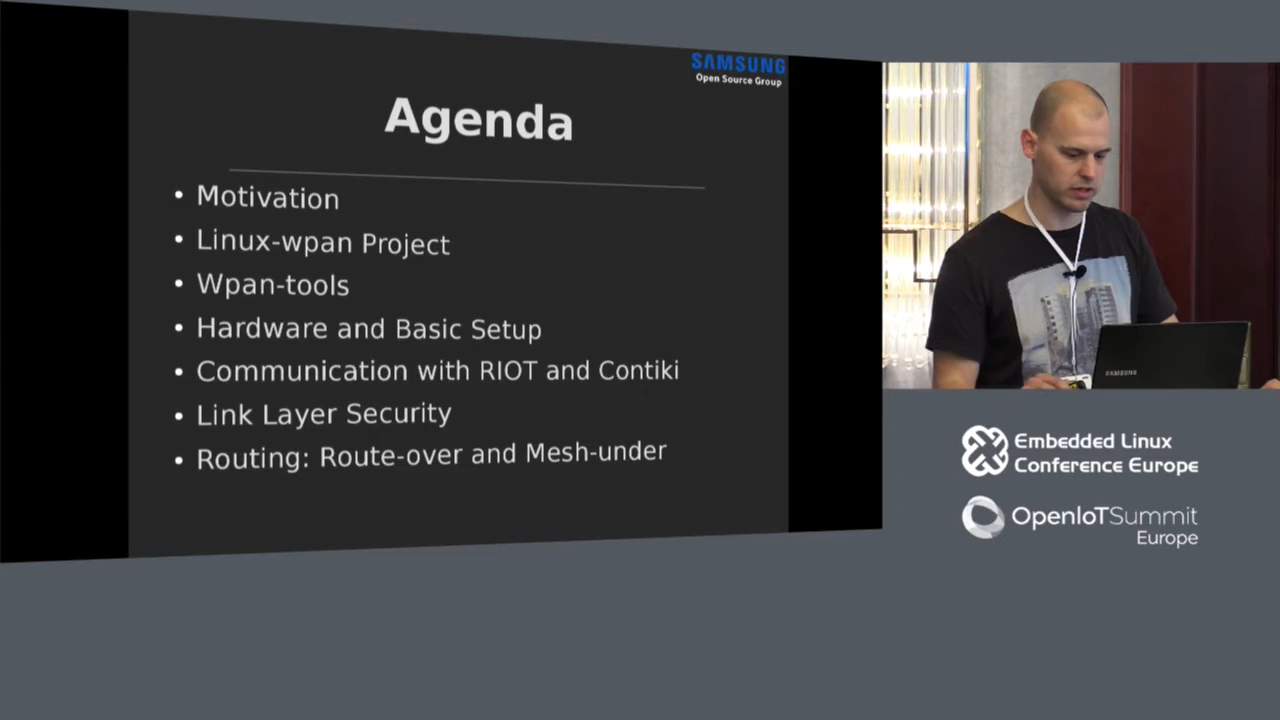 SAMSUNG
Open Source Group
Agenda
• Motivation
• Linux-wpan Project
• Wpan-tools
• Hardware and Basic Setup
• Communication with RIOT and Contiki
• Link Layer Security
• Routing: Route-over and Mesh-under
SAMSUNG
Embedded Linux
Conference Europe
OpenIoTSummit
Europe